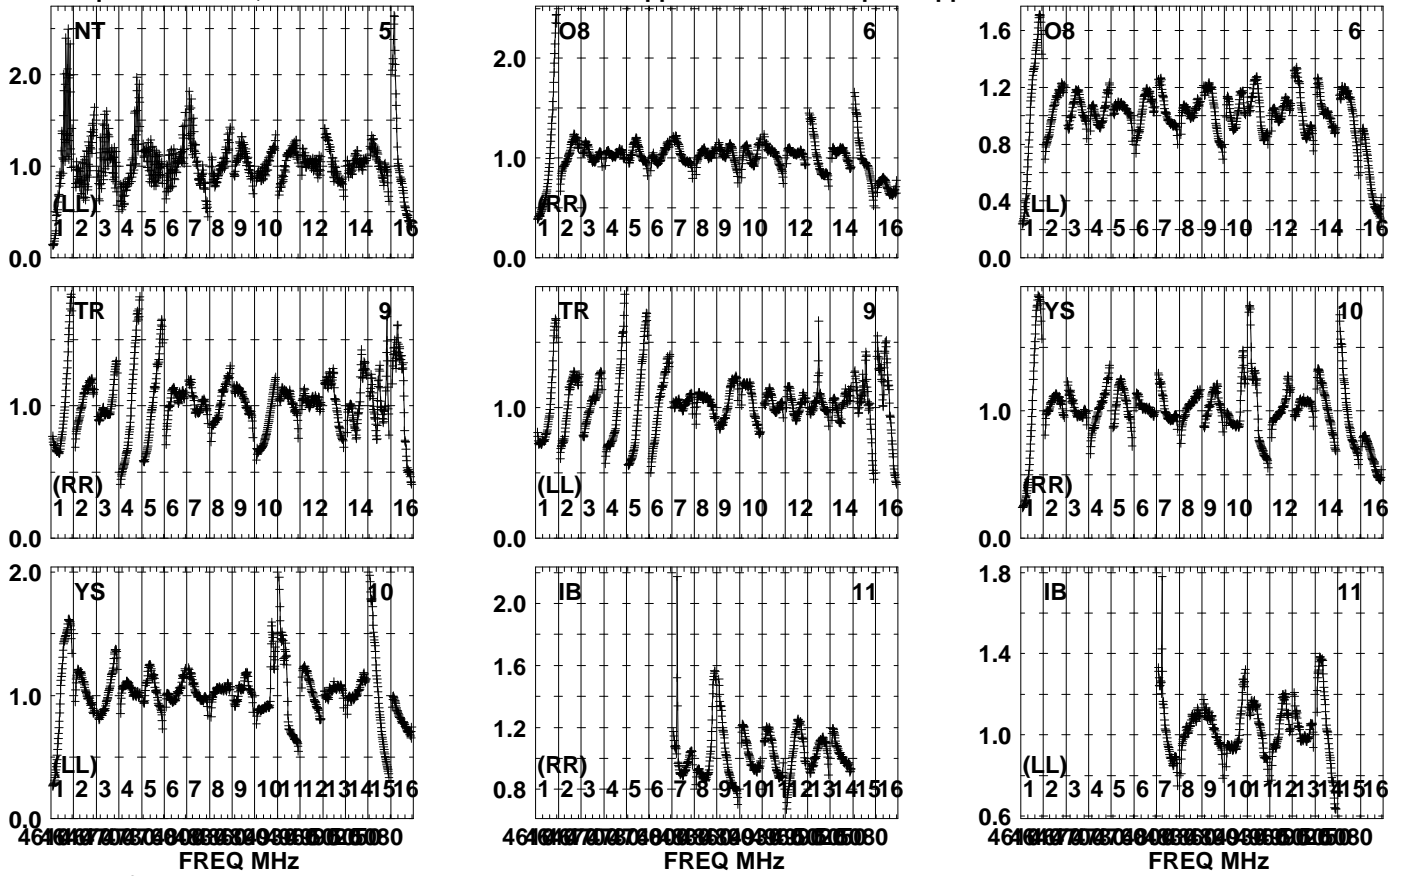 NT 5
2.0
1.0
(LL)
1 2 3 4 5 6 7 8 9 10 12 14 16
0.0
O8 6
2.0
1.0
(RR)
1 2 3 4 5 6 7 8 9 10 12 14 16
0.0
O8 6
1.6
1.2
0.8
0.4
(LL)
1 2 3 4 5 6 7 8 9 10 12 14 16
0.0
TR 9
1.0
(RR)
1 2 3 4 5 6 7 8 9 10 12 14 16
0.0
TR 9
1.0
(LL)
1 2 3 4 5 6 7 8 9 10 12 14 16
0.0
YS 10
1.0
(RR)
1 2 3 4 5 6 7 8 9 10 12 14 16
0.0
YS 10
2.0
1.0
(LL)
1 2 3 4 5 6 7 8 9 10 11 12 13 14 15 16
0.0
FREQ MHz
IB 11
2.0
1.6
1.2
(RR)
0.8
1 2 3 4 5 6 7 8 9 10 11 12 13 14 15 16
FREQ MHz
IB 11
1.8
1.4
1.0
(LL)
1 2 3 4 5 6 7 8 9 10 11 12 13 14 15 16
0.6
FREQ MHz